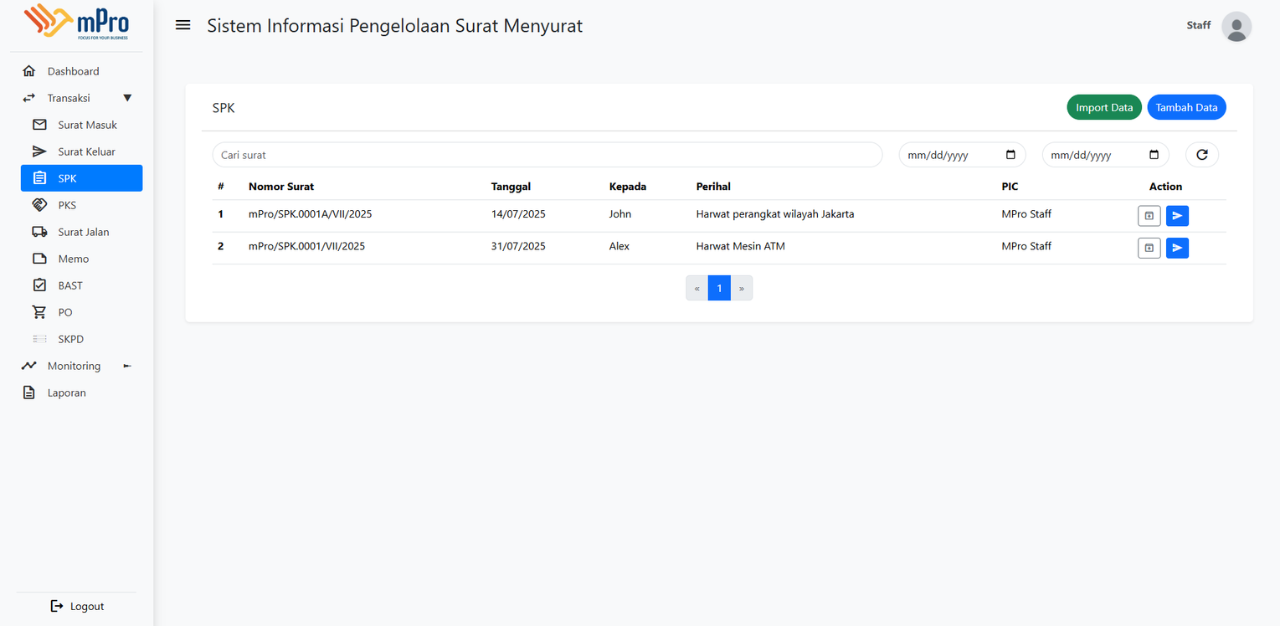 mPro
FOCUS FOR YOUR BUSINESS
Sistem Informasi Pengelolaan Surat Menyurat
Staff
Dashboard
Transaksi
Surat Masuk
Surat Keluar
SPK
PKS
Surat Jalan
Memo
BAST
PO
SKPD
Monitoring
Laporan
Logout
SPK
Import Data
Tambah Data
Cari surat
mm/dd/yyyy
mm/dd/yyyy
# Nomor Surat Tanggal Kepada Perihal PIC Action
1 mPro/SPK.0001A/VII/2025 14/07/2025 John Harwat perangkat wilayah Jakarta MPro Staff
2 mPro/SPK.0001/VII/2025 31/07/2025 Alex Harwat Mesin ATM MPro Staff
« 1 »